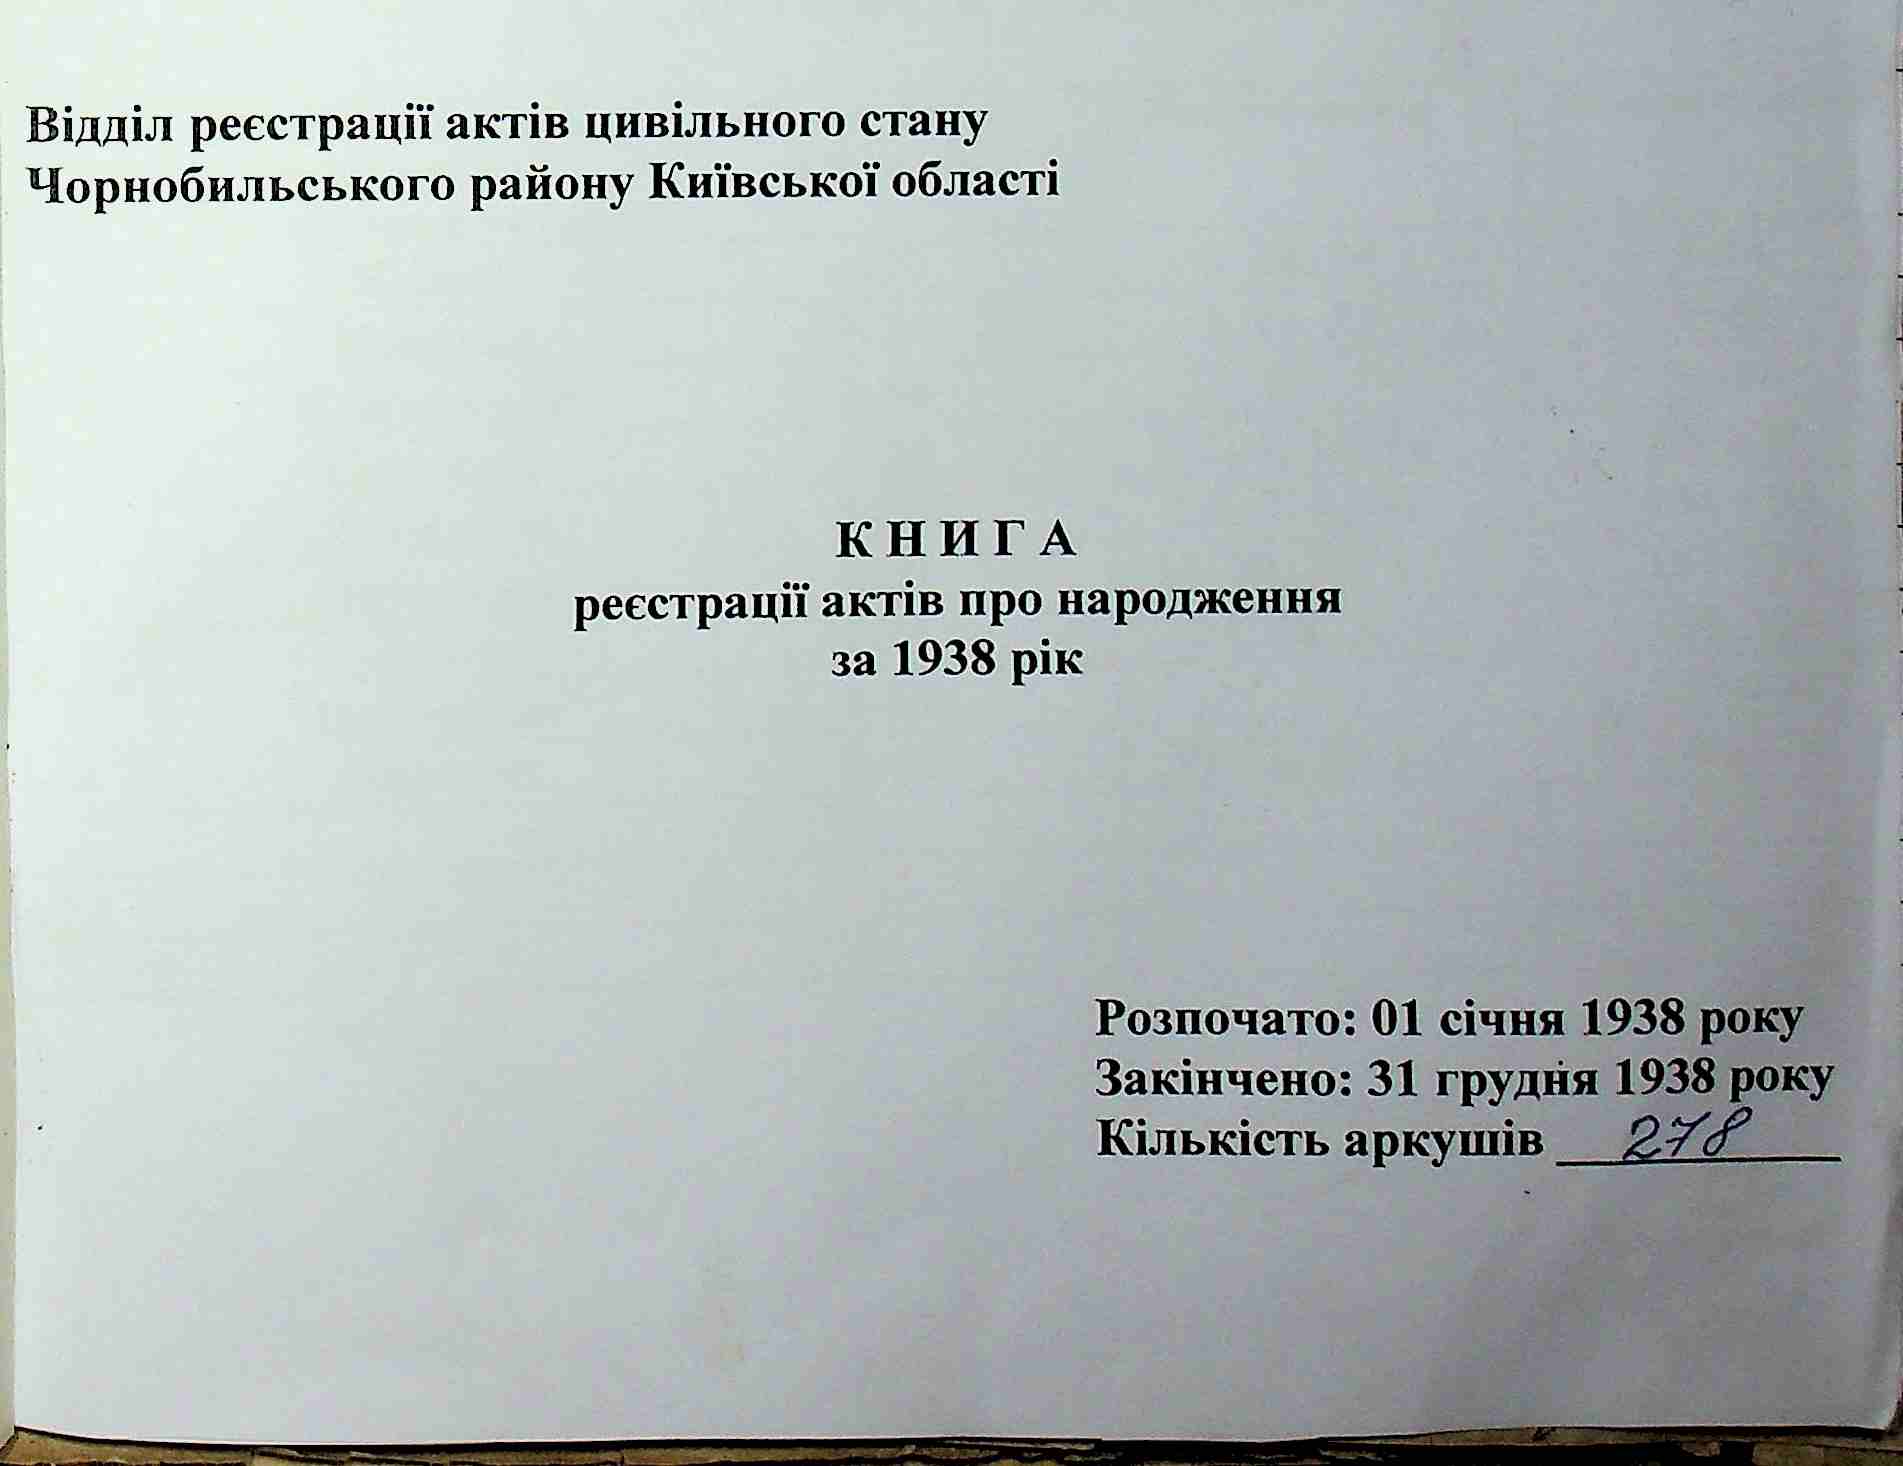 Відділ реєстрації актів цивільного стану
Чорнобильського району Київської області
К Н И Г А
реєстрації актів про народження
за 1938 рік
Розпочато: 01 січня 1938 року
Закінчено: 31 грудня 1938 року
Кількість аркушів 278